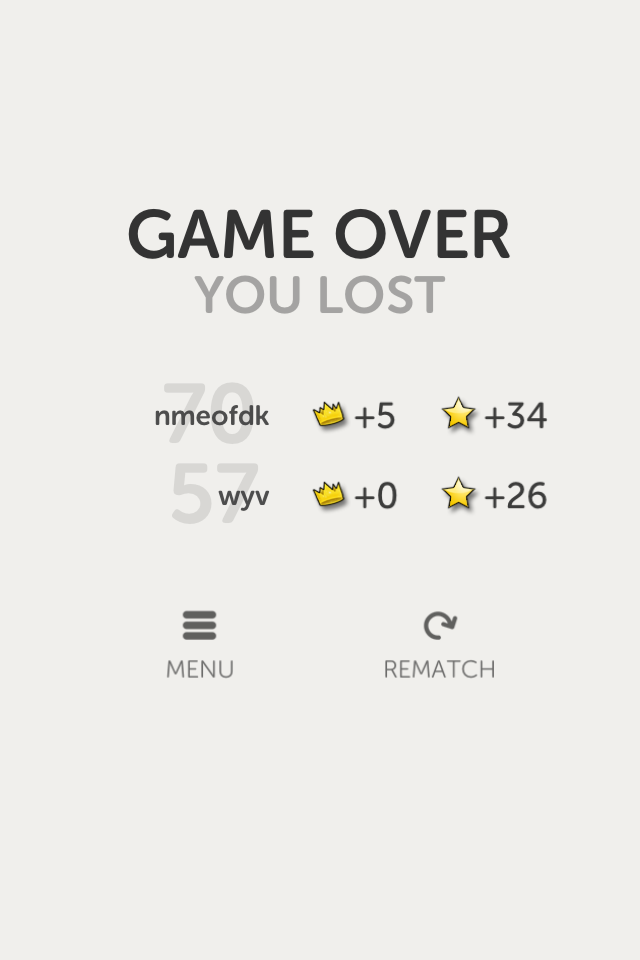 GAME OVER
YOU LOST
70
nmeofdk +5 +34
57
wyv +0 +26
MENU REMATCH